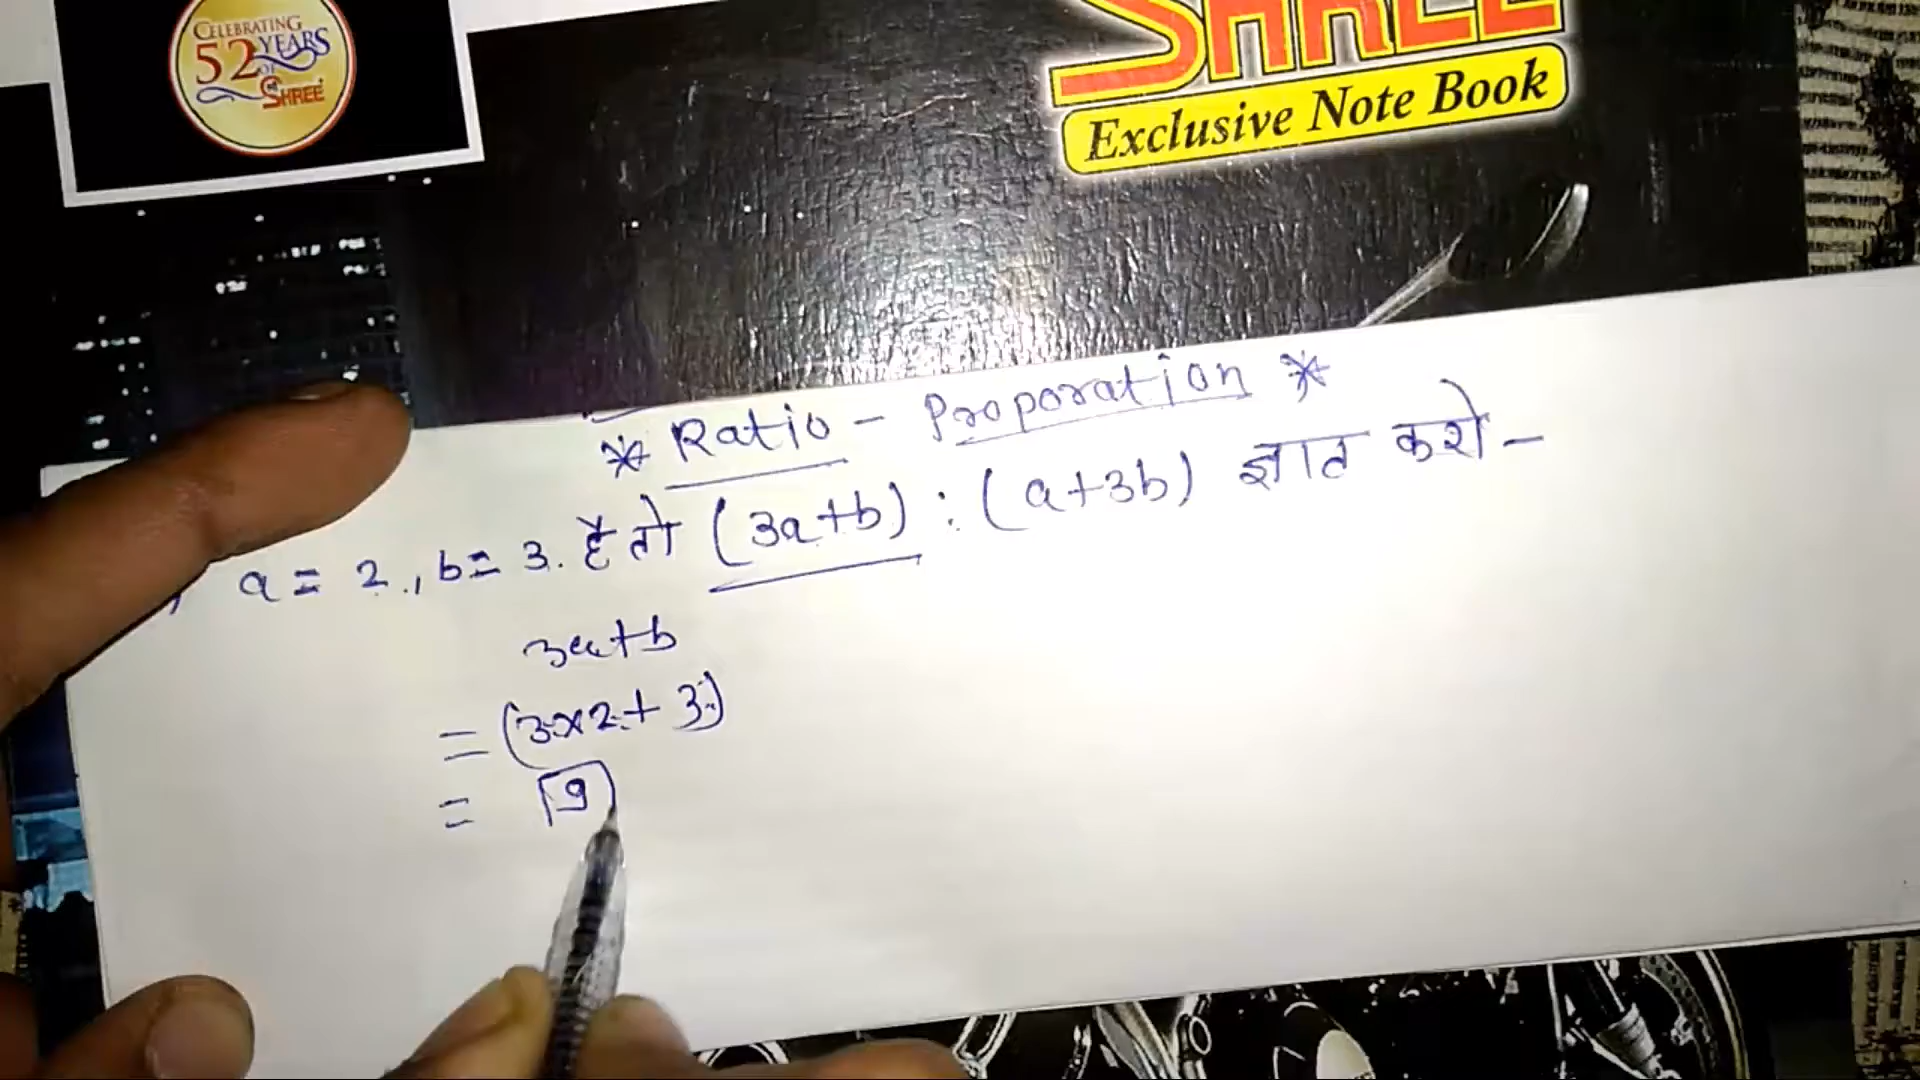 CELEBRATING
52 YEARS
OF
SHREE
SHREE
Exclusive Note Book
* Ratio - Proporation *
a = 2, b = 3. है तो (3a+b) : (a+3b) ज्ञात करो -
3a+b
= (3×2+3)
= 9